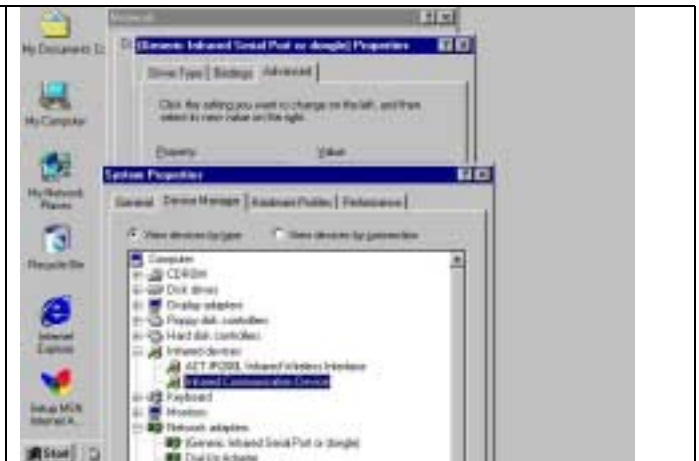 Network
My Documents
(Generic Infrared Serial Port or dongle) Properties
Driver Type
Bindings
Advanced
Click the setting you want to change on the left, and then
select its new value on the right.
My Computer
Property:
Value:
System Properties
My Network
Places
General
Device Manager
Hardware Profiles
Performance
View devices by type
View devices by connection
Recycle Bin
Computer
CDROM
Disk drives
Display adapters
Floppy disk controllers
Hard disk controllers
Internet
Explorer
Infrared devices
Infrared Wireless Interface
Infrared Communication Device
Keyboard
Monitors
Setup MSN
Internet A...
Network adapters
(Generic Infrared Serial Port or dongle)
Dial-Up Adapter
Start